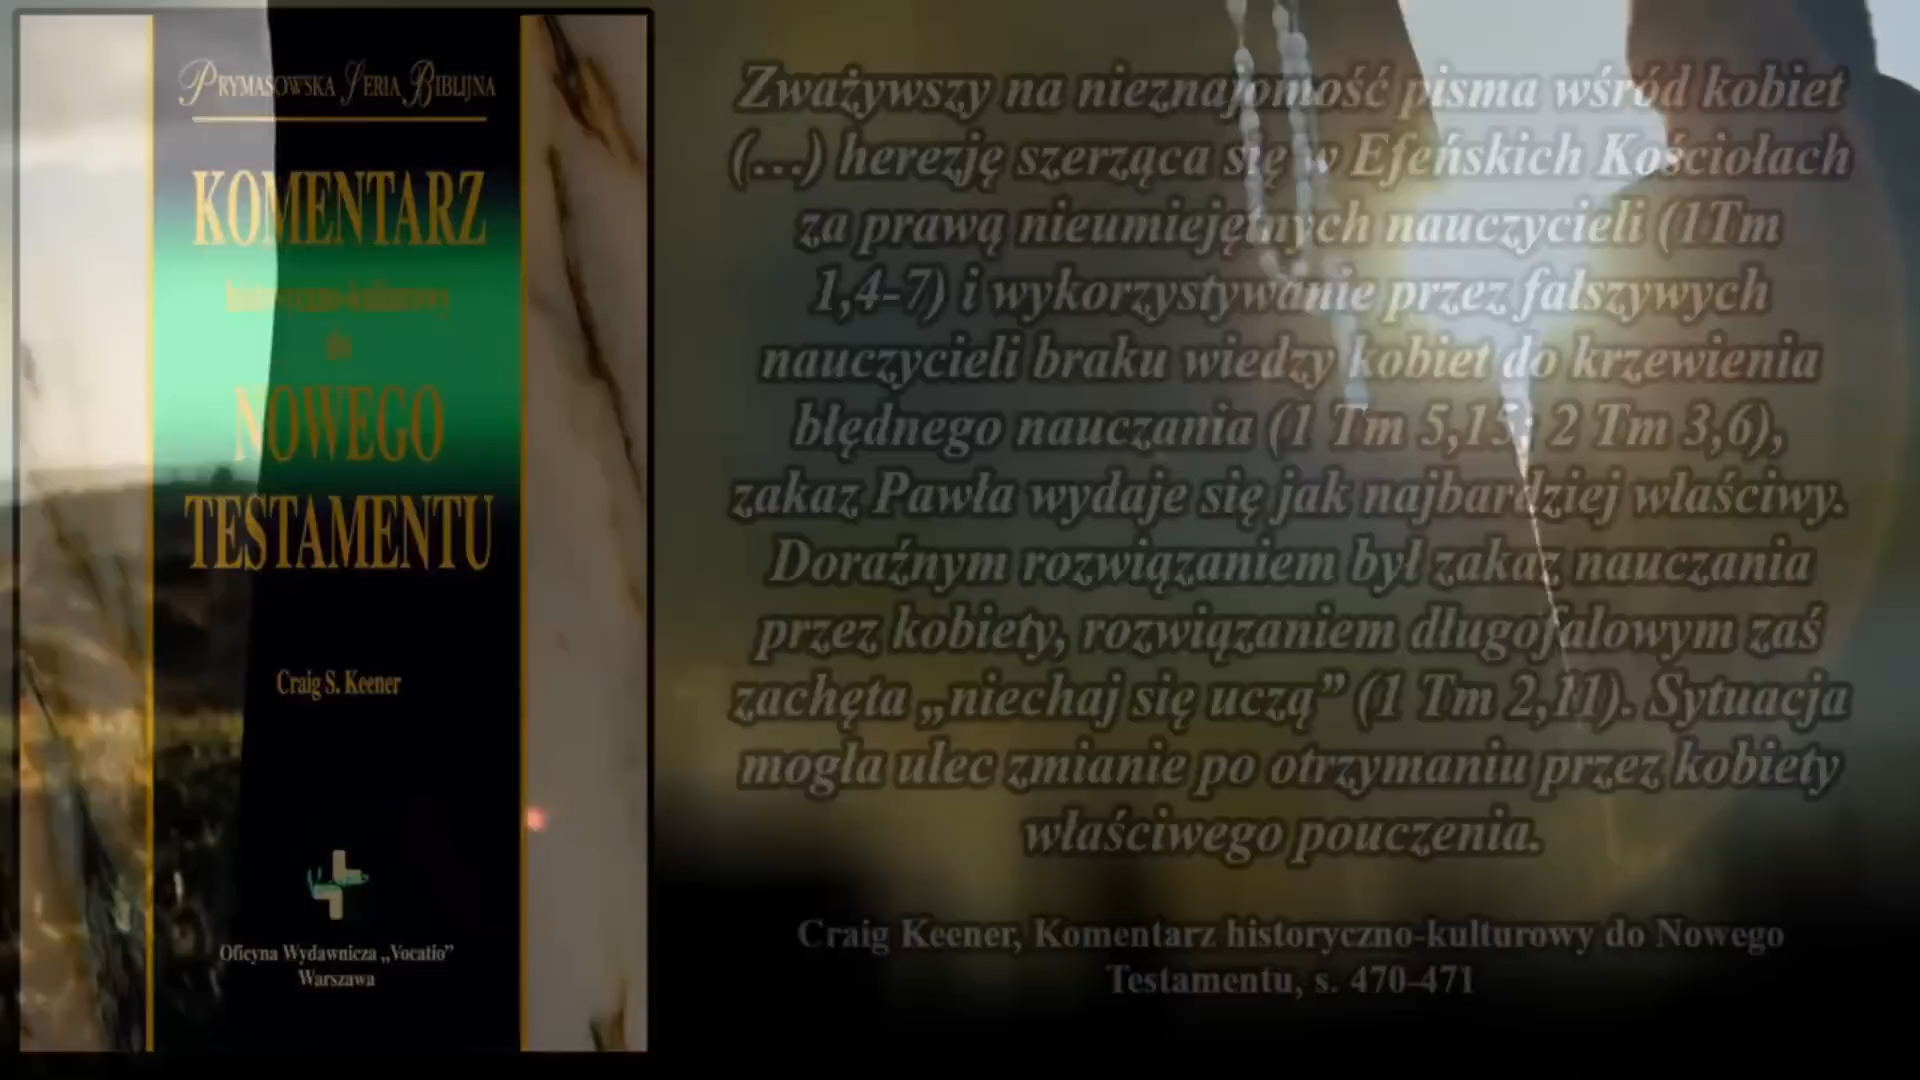 PRYMASOWSKA SERIA BIBLIJNA
KOMENTARZ
historyczno-kulturowy
do
NOWEGO
TESTAMENTU
Craig S. Keener
Oficyna Wydawnicza „Vocatio”
Warszawa
Zważywszy na nieznajomość pisma wśród kobiet
(…) herezję szerząca się w Efeńskich Kościołach
za prawą nieumiejętnych nauczycieli (1Tm
1,4-7) i wykorzystywanie przez fałszywych
nauczycieli braku wiedzy kobiet do krzewienia
błędnego nauczania (1 Tm 5,15; 2 Tm 3,6),
zakaz Pawła wydaje się jak najbardziej właściwy.
Doraźnym rozwiązaniem był zakaz nauczania
przez kobiety, rozwiązaniem długofalowym zaś
zachęta „niechaj się uczą” (1 Tm 2,11). Sytuacja
mogła ulec zmianie po otrzymaniu przez kobiety
właściwego pouczenia.
Craig Keener, Komentarz historyczno-kulturowy do Nowego
Testamentu, s. 470-471